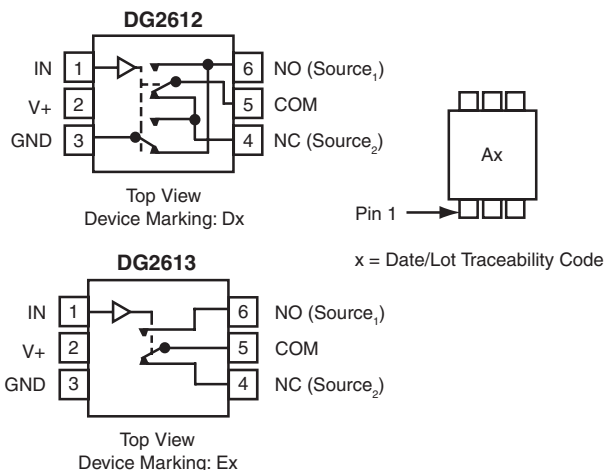 DG2612
IN 1
V+ 2
GND 3
6 NO (Source₁)
5 COM
4 NC (Source₂)
Top View
Device Marking: Dx
Ax
Pin 1
x = Date/Lot Traceability Code
DG2613
IN 1
V+ 2
GND 3
6 NO (Source₁)
5 COM
4 NC (Source₂)
Top View
Device Marking: Ex